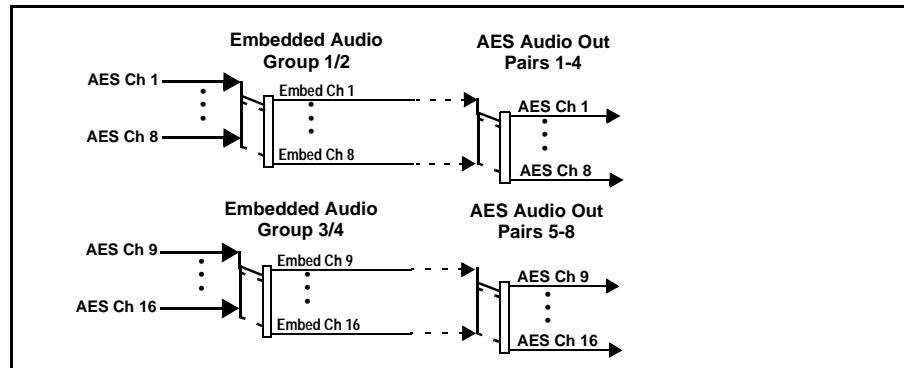 Embedded Audio
Group 1/2
AES Audio Out
Pairs 1-4
AES Ch 1
AES Ch 8
Embed Ch 1
Embed Ch 8
AES Ch 1
AES Ch 8
Embedded Audio
Group 3/4
AES Audio Out
Pairs 5-8
AES Ch 9
AES Ch 16
Embed Ch 9
Embed Ch 16
AES Ch 9
AES Ch 16